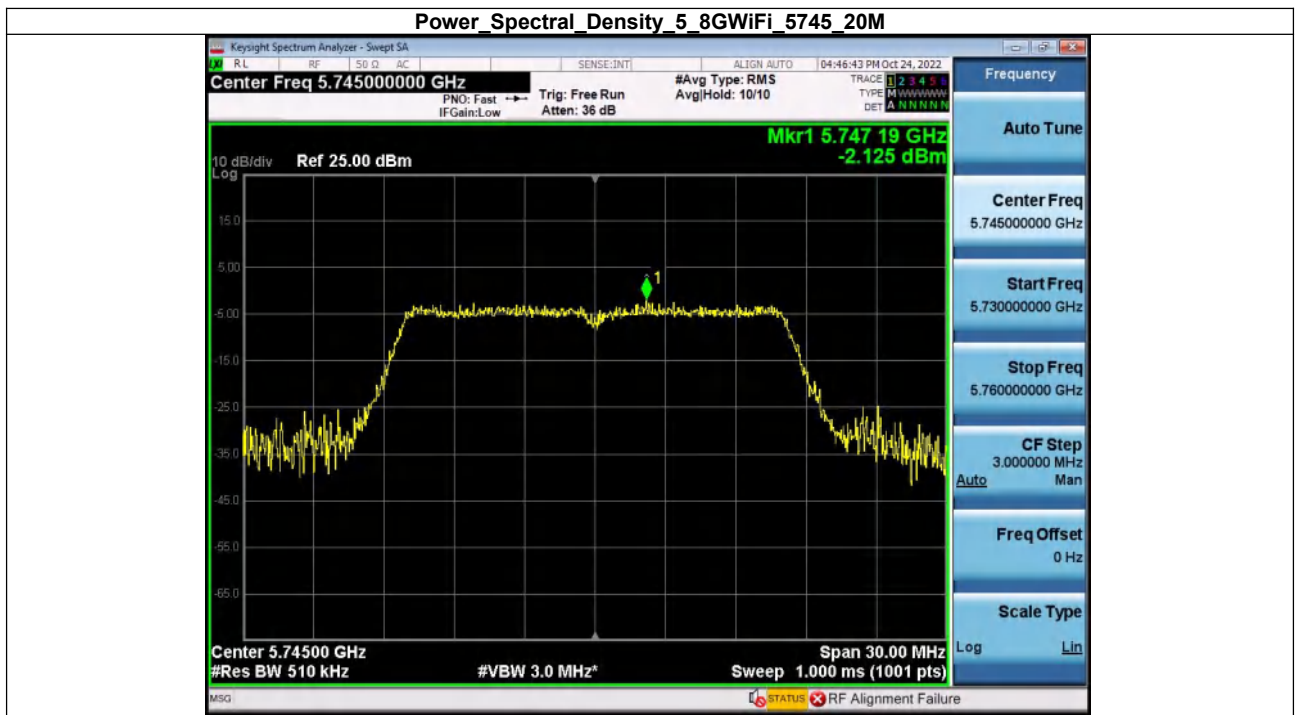 Power_Spectral_Density_5_8GWiFi_5745_20M
Keysight Spectrum Analyzer - Swept SA
RL RF 50 Ω AC SENSE:INT ALIGN AUTO 04:46:43 PM Oct 24, 2022
Center Freq 5.745000000 GHz
PNO: Fast
IFGain:Low
Trig: Free Run
Atten: 36 dB
#Avg Type: RMS
Avg|Hold: 10/10
TRACE 1 2 3 4 5 6
TYPE M W W W W W
DET A N N N N N
Mkr1 5.747 19 GHz
-2.125 dBm
10 dB/div Ref 25.00 dBm
Log
15.0
5.00
1
-5.00
-15.0
-25.0
-35.0
-45.0
-55.0
-65.0
Center 5.74500 GHz Span 30.00 MHz
#Res BW 510 kHz #VBW 3.0 MHz* Sweep 1.000 ms (1001 pts)
MSG STATUS RF Alignment Failure
Frequency
Auto Tune
Center Freq
5.745000000 GHz
Start Freq
5.730000000 GHz
Stop Freq
5.760000000 GHz
CF Step
3.000000 MHz
Auto Man
Freq Offset
0 Hz
Scale Type
Log Lin